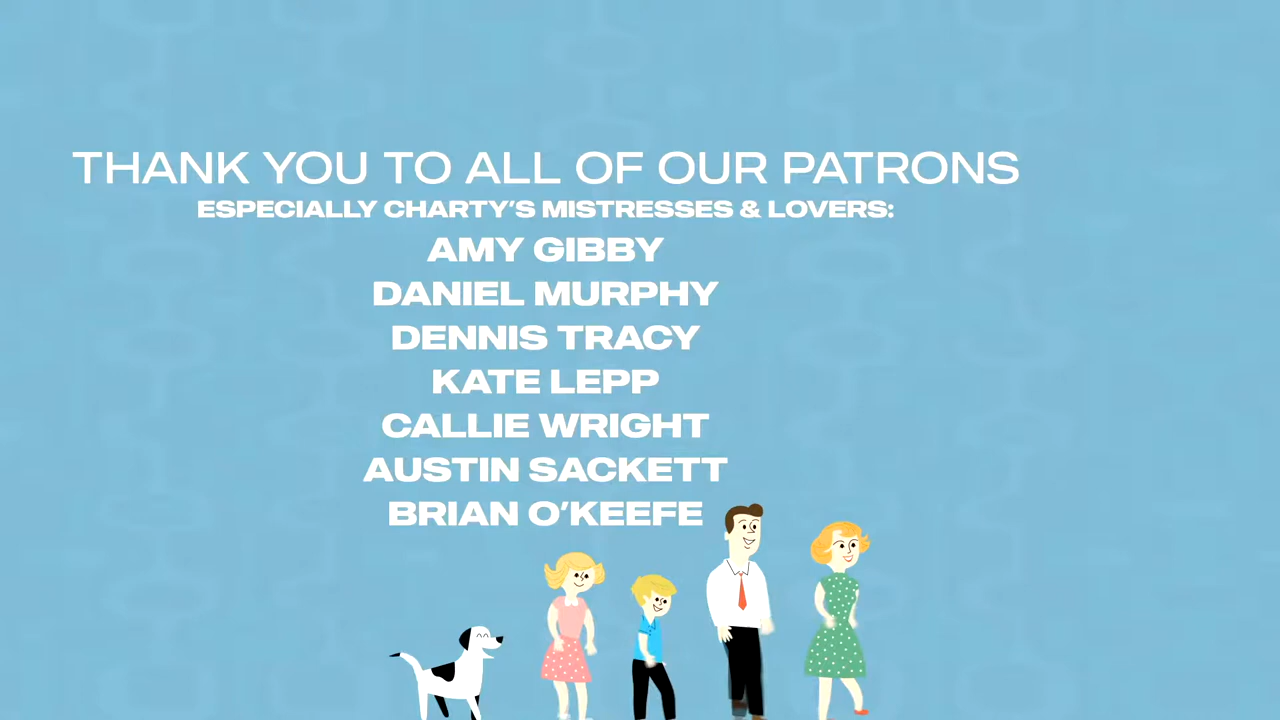 THANK YOU TO ALL OF OUR PATRONS
ESPECIALLY CHARTY'S MISTRESSES & LOVERS:
AMY GIBBY
DANIEL MURPHY
DENNIS TRACY
KATE LEPP
CALLIE WRIGHT
AUSTIN SACKETT
BRIAN O'KEEFE